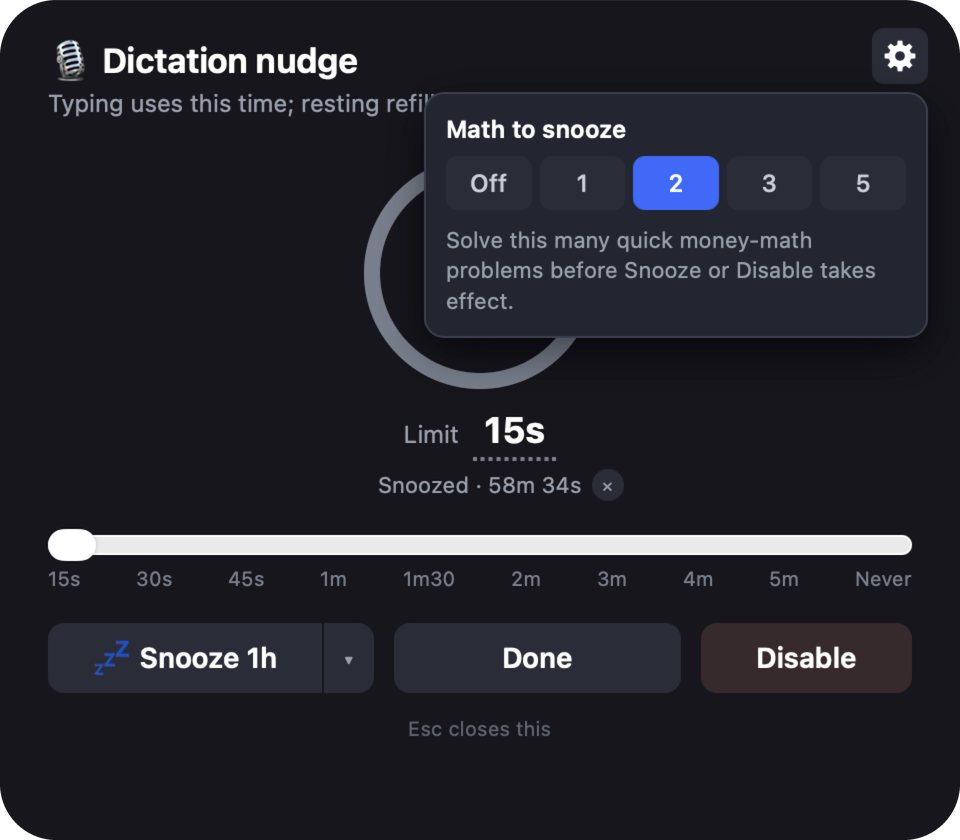 Dictation nudge
Typing uses this time; resting refill
Math to snooze
Off 1 2 3 5
Solve this many quick money-math
problems before Snooze or Disable takes
effect.
Limit 15s
Snoozed · 58m 34s ×
15s 30s 45s 1m 1m30 2m 3m 4m 5m Never
💤 Snooze 1h ▾ Done Disable
Esc closes this